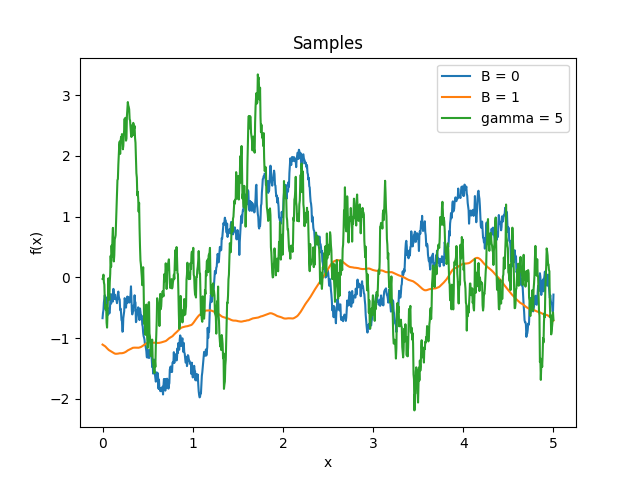 Samples
B = 0
B = 1
gamma = 5
3
2
1
0
−1
−2
f(x)
0 1 2 3 4 5
x